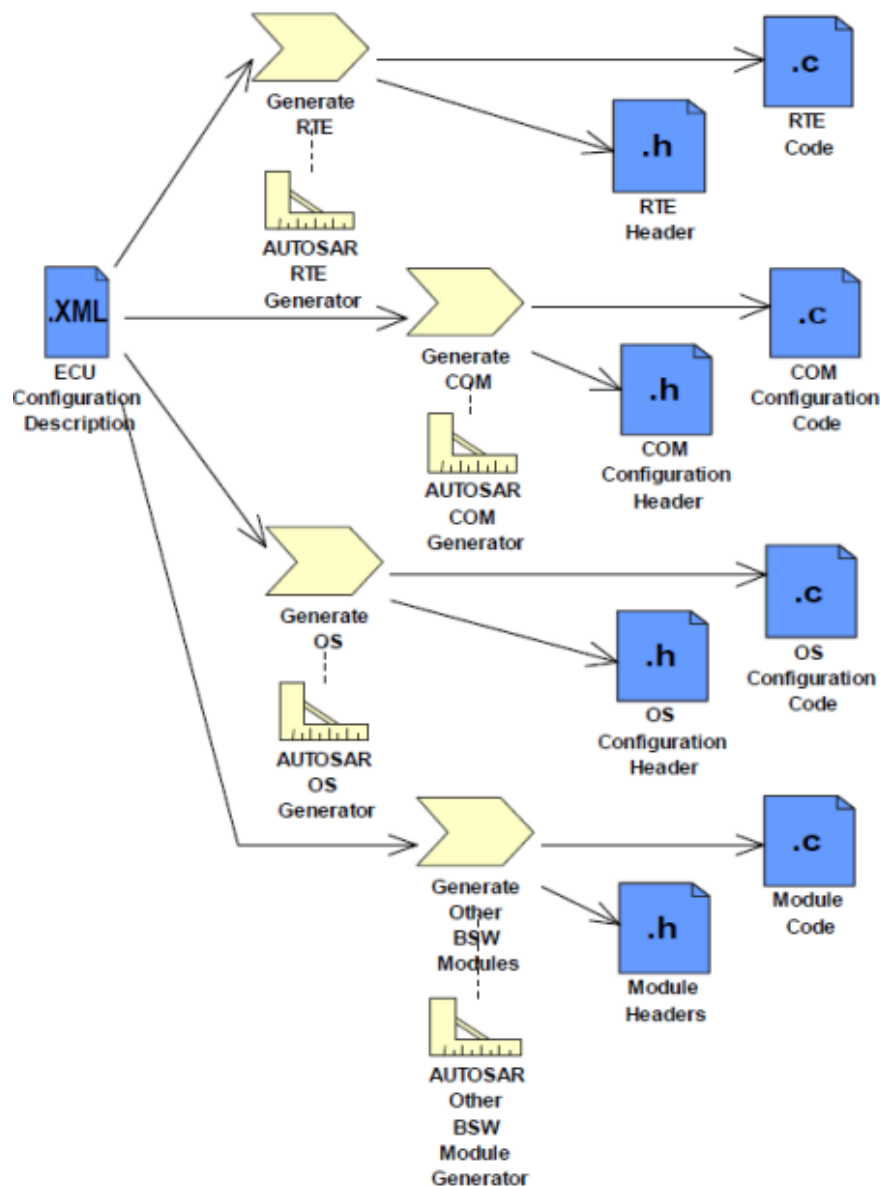 .c
Generate
RTE
RTE
Code
.h
RTE
Header
AUTOSAR
RTE
Generator
.XML
ECU
Configuration
Description
Generate
COM
.c
COM
Configuration
Code
.h
COM
Configuration
Header
AUTOSAR
COM
Generator
Generate
OS
.c
OS
Configuration
Code
.h
OS
Configuration
Header
AUTOSAR
OS
Generator
Generate
Other
BSW
Modules
.c
Module
Code
.h
Module
Headers
AUTOSAR
Other
BSW
Module
Generator